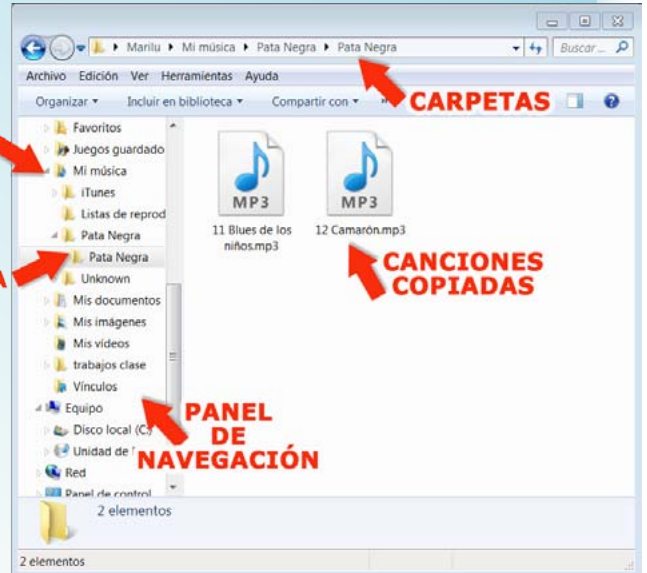 Marilu ▸ Mi música ▸ Pata Negra ▸ Pata Negra
Buscar ...
Archivo Edición Ver Herramientas Ayuda
Organizar Incluir en biblioteca Compartir con »
CARPETAS
Favoritos
Juegos guardado
Mi música
iTunes
Listas de reprod
Pata Negra
Pata Negra
Unknown
Mis documentos
Mis imágenes
Mis vídeos
trabajos clase
Vínculos
Equipo
Disco local (C:)
Unidad de
Red
Panel de control
A
MP3
11 Blues de los
niños.mp3
MP3
12 Camarón.mp3
CANCIONES
COPIADAS
PANEL
DE
NAVEGACIÓN
2 elementos
2 elementos